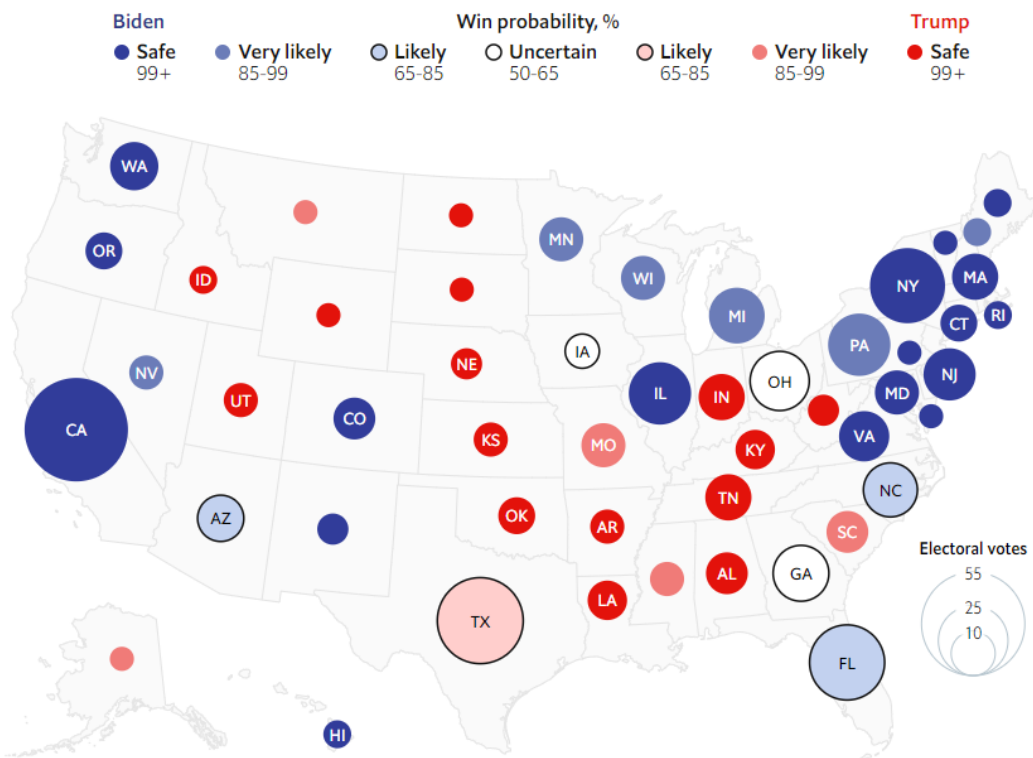 Biden Win probability, % Trump
Safe Very likely Likely Uncertain Likely Very likely Safe
99+ 85-99 65-85 50-65 65-85 85-99 99+
WA
OR
ID
MN
WI
MI
NY
MA
RI
CT
PA
NV
IA
OH
NE
UT
CO
IL
IN
NJ
MD
CA
KS
MO
KY
VA
AZ
OK
AR
TN
NC
SC
TX
LA
AL
GA
FL
HI
Electoral votes
55
25
10